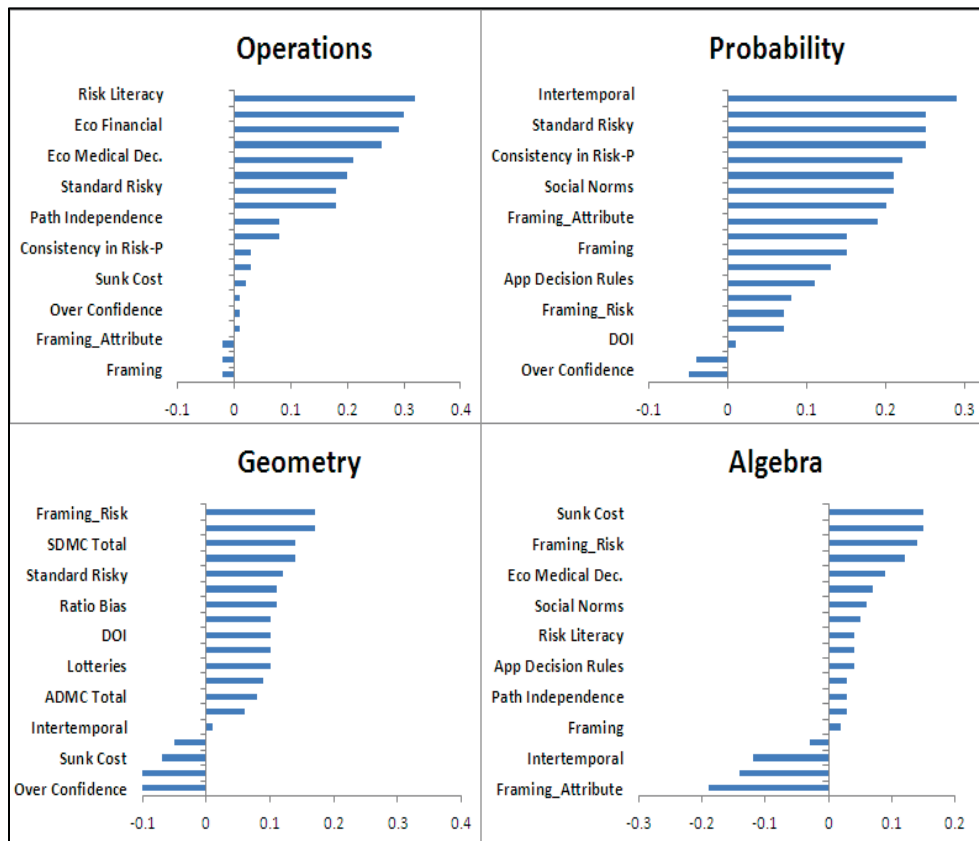 Operations
Risk Literacy
Eco Financial
Eco Medical Dec.
Standard Risky
Path Independence
Consistency in Risk-P
Sunk Cost
Over Confidence
Framing_Attribute
Framing
-0.1 0 0.1 0.2 0.3 0.4
Probability
Intertemporal
Standard Risky
Consistency in Risk-P
Social Norms
Framing_Attribute
Framing
App Decision Rules
Framing_Risk
DOI
Over Confidence
-0.1 0 0.1 0.2 0.3
Geometry
Framing_Risk
SDMC Total
Standard Risky
Ratio Bias
DOI
Lotteries
ADMC Total
Intertemporal
Sunk Cost
Over Confidence
-0.1 0 0.1 0.2 0.3 0.4
Algebra
Sunk Cost
Framing_Risk
Eco Medical Dec.
Social Norms
Risk Literacy
App Decision Rules
Path Independence
Framing
Intertemporal
Framing_Attribute
-0.3 -0.2 -0.1 0 0.1 0.2